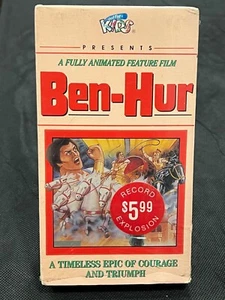 KIDS
PRESENTS
A FULLY ANIMATED FEATURE FILM
BEN-HUR
RECORD
$5.99
EXPLOSION
A TIMELESS EPIC OF COURAGE
AND TRIUMPH